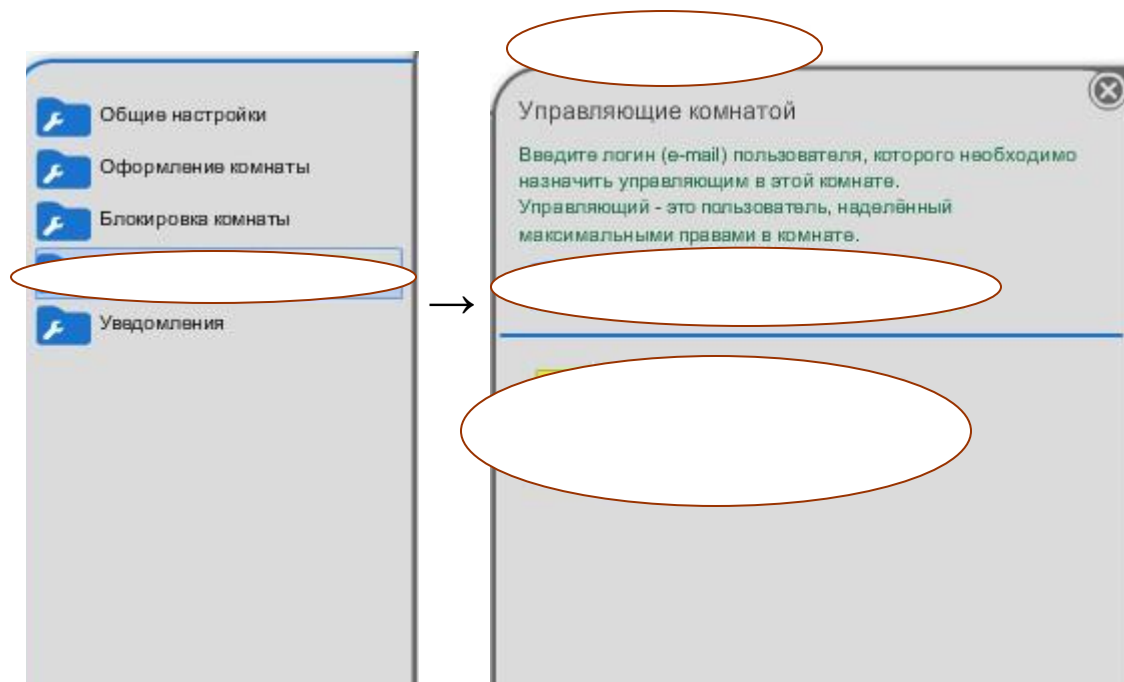 Общие настройки
Оформление комнаты
Блокировка комнаты
Уведомления
→
Управляющие комнатой
Введите логин (e-mail) пользователя, которого необходимо
назначить управляющим в этой комнате.
Управляющий - это пользователь, наделённый
максимальными правами в комнате.